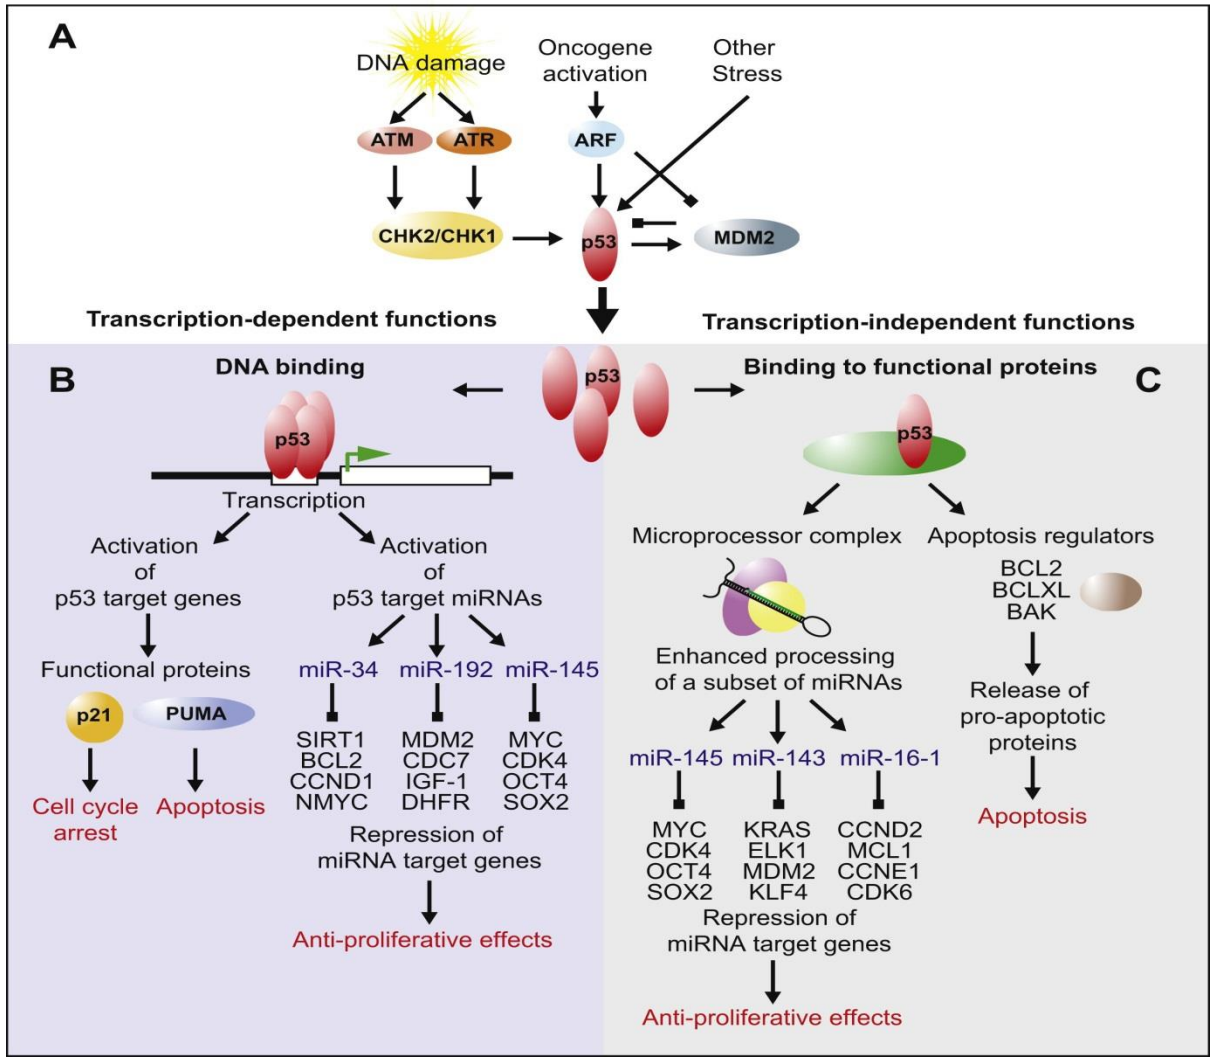 A
DNA damage
Oncogene
activation
Other
Stress
ATM
ATR
ARF
CHK2/CHK1
p53
MDM2
Transcription-dependent functions
Transcription-independent functions
B
DNA binding
p53
Binding to functional proteins
C
p53
p53
Transcription
Activation
of
p53 target genes
Activation
of
p53 target miRNAs
Functional proteins
p21
PUMA
Cell cycle
arrest
Apoptosis
miR-34
miR-192
miR-145
SIRT1
BCL2
CCND1
NMYC
MDM2
CDC7
IGF-1
DHFR
MYC
CDK4
OCT4
SOX2
Repression of
miRNA target genes
Anti-proliferative effects
Microprocessor complex
Apoptosis regulators
BCL2
BCLXL
BAK
Enhanced processing
of a subset of miRNAs
Release of
pro-apoptotic
proteins
Apoptosis
miR-145
miR-143
miR-16-1
MYC
CDK4
OCT4
SOX2
KRAS
ELK1
MDM2
KLF4
CCND2
MCL1
CCNE1
CDK6
Repression of
miRNA target genes
Anti-proliferative effects